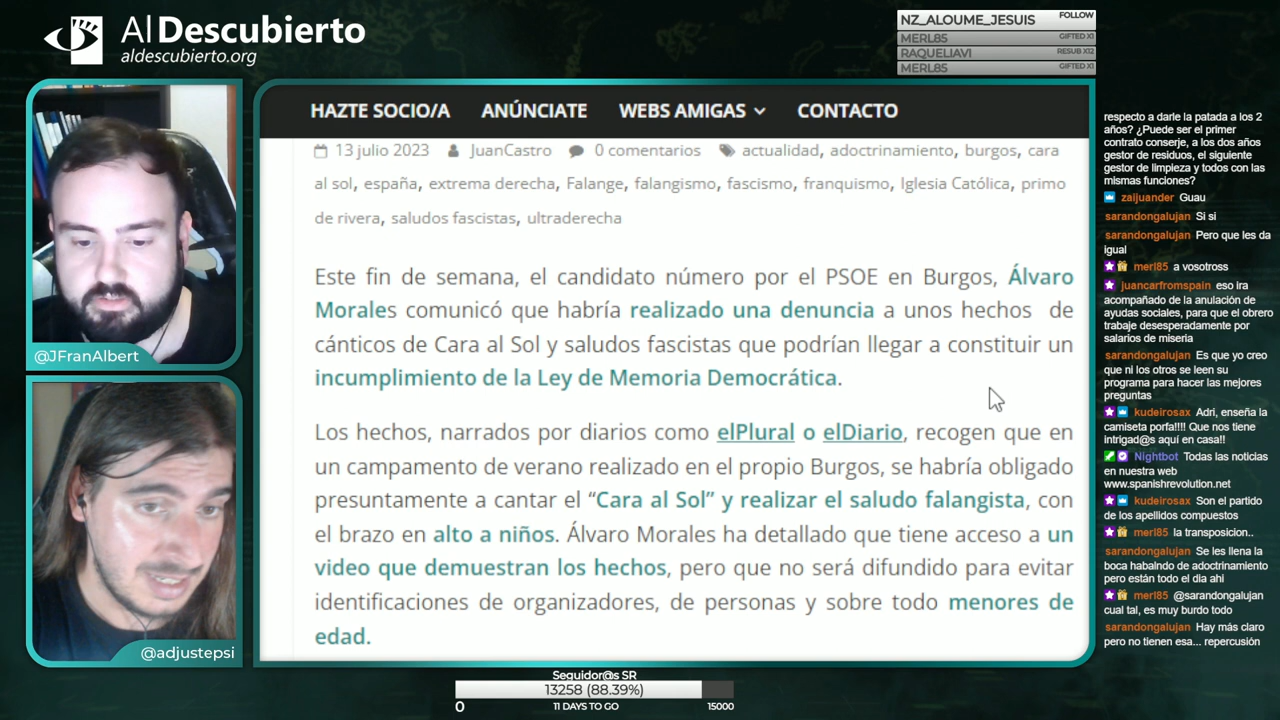 Al Descubierto
aldescubierto.org
NZ_ALOUME_JESUIS FOLLOW
MERL85 GIFTED X1
RAQUELIAVI RESUB X12
MERL85 GIFTED X1
@JFranAlbert
@adjustepsi
HAZTE SOCIO/A ANÚNCIATE WEBS AMIGAS CONTACTO
13 julio 2023 JuanCastro 0 comentarios actualidad, adoctrinamiento, burgos, cara
al sol, españa, extrema derecha, Falange, falangismo, fascismo, franquismo, Iglesia Católica, primo
de rivera, saludos fascistas, ultraderecha
Este fin de semana, el candidato número por el PSOE en Burgos, Álvaro
Morales comunicó que habría realizado una denuncia a unos hechos de
cánticos de Cara al Sol y saludos fascistas que podrían llegar a constituir un
incumplimiento de la Ley de Memoria Democrática.
Los hechos, narrados por diarios como elPlural o elDiario, recogen que en
un campamento de verano realizado en el propio Burgos, se habría obligado
presuntamente a cantar el “Cara al Sol” y realizar el saludo falangista, con
el brazo en alto a niños. Álvaro Morales ha detallado que tiene acceso a un
video que demuestran los hechos, pero que no será difundido para evitar
identificaciones de organizadores, de personas y sobre todo menores de
edad.
respecto a darle la patada a los 2
años? ¿Puede ser el primer
contrato conserje, a los dos años
gestor de residuos, el siguiente
gestor de limpieza y todos con las
mismas funciones?
zaijuander Guau
sarandongalujan Si si
sarandongalujan Pero que les da
igual
merl85 a vosotross
juancarfromspain eso ira
acompañado de la anulación de
ayudas sociales, para que el obrero
trabaje desesperadamente por
salarios de miseria
sarandongalujan Es que yo creo
que ni los otros se leen su
programa para hacer las mejores
preguntas
kudeirosax Adri, enseña la
camiseta porfa!!!! Que nos tiene
intrigad@s aquí en casa!!
Nightbot Todas las noticias
en nuestra web
www.spanishrevolution.net
kudeirosax Son el partido
de los apellidos compuestos
merl85 la transposicion..
sarandongalujan Se les llena la
boca habalndo de adoctrinamiento
pero están todo el dia ahi
merl85 @sarandongalujan
cual tal, es muy burdo todo
sarandongalujan Hay más claro
pero no tienen esa... repercusión
Seguidor@s SR
13258 (88.39%)
0 11 DAYS TO GO 15000